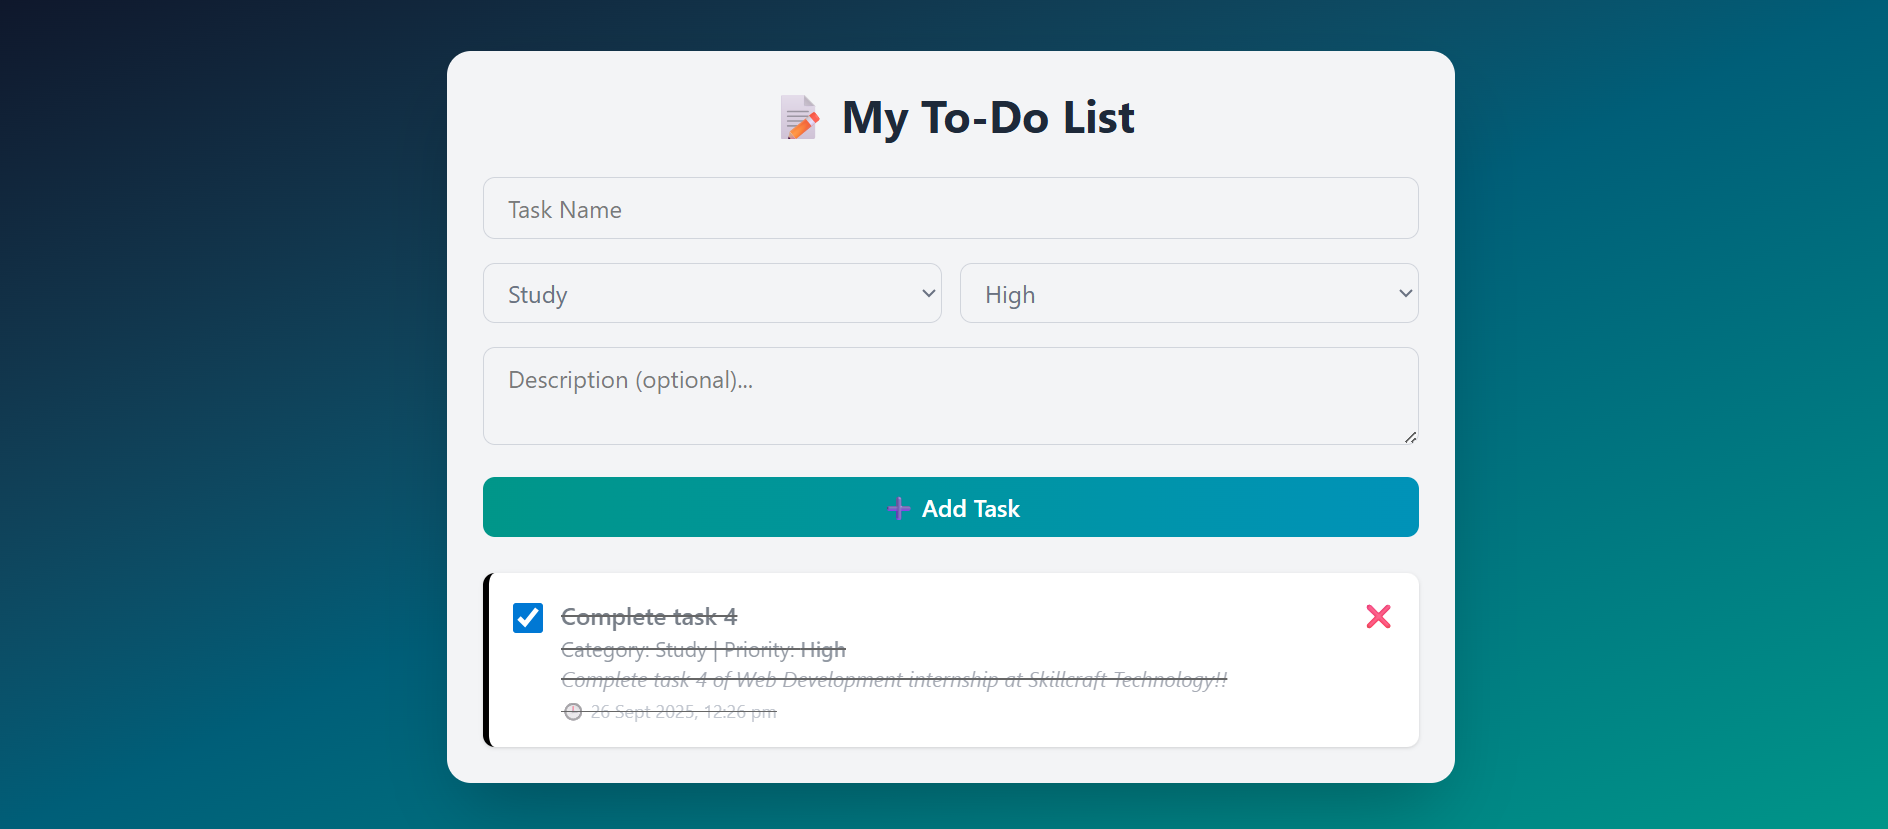 My To-Do List
Task Name
Study
High
Description (optional)...
Add Task
Complete task 4
Category: Study | Priority: High
Complete task 4 of Web Development internship at Skillcraft Technology!!
26 Sept 2025, 12:26 pm